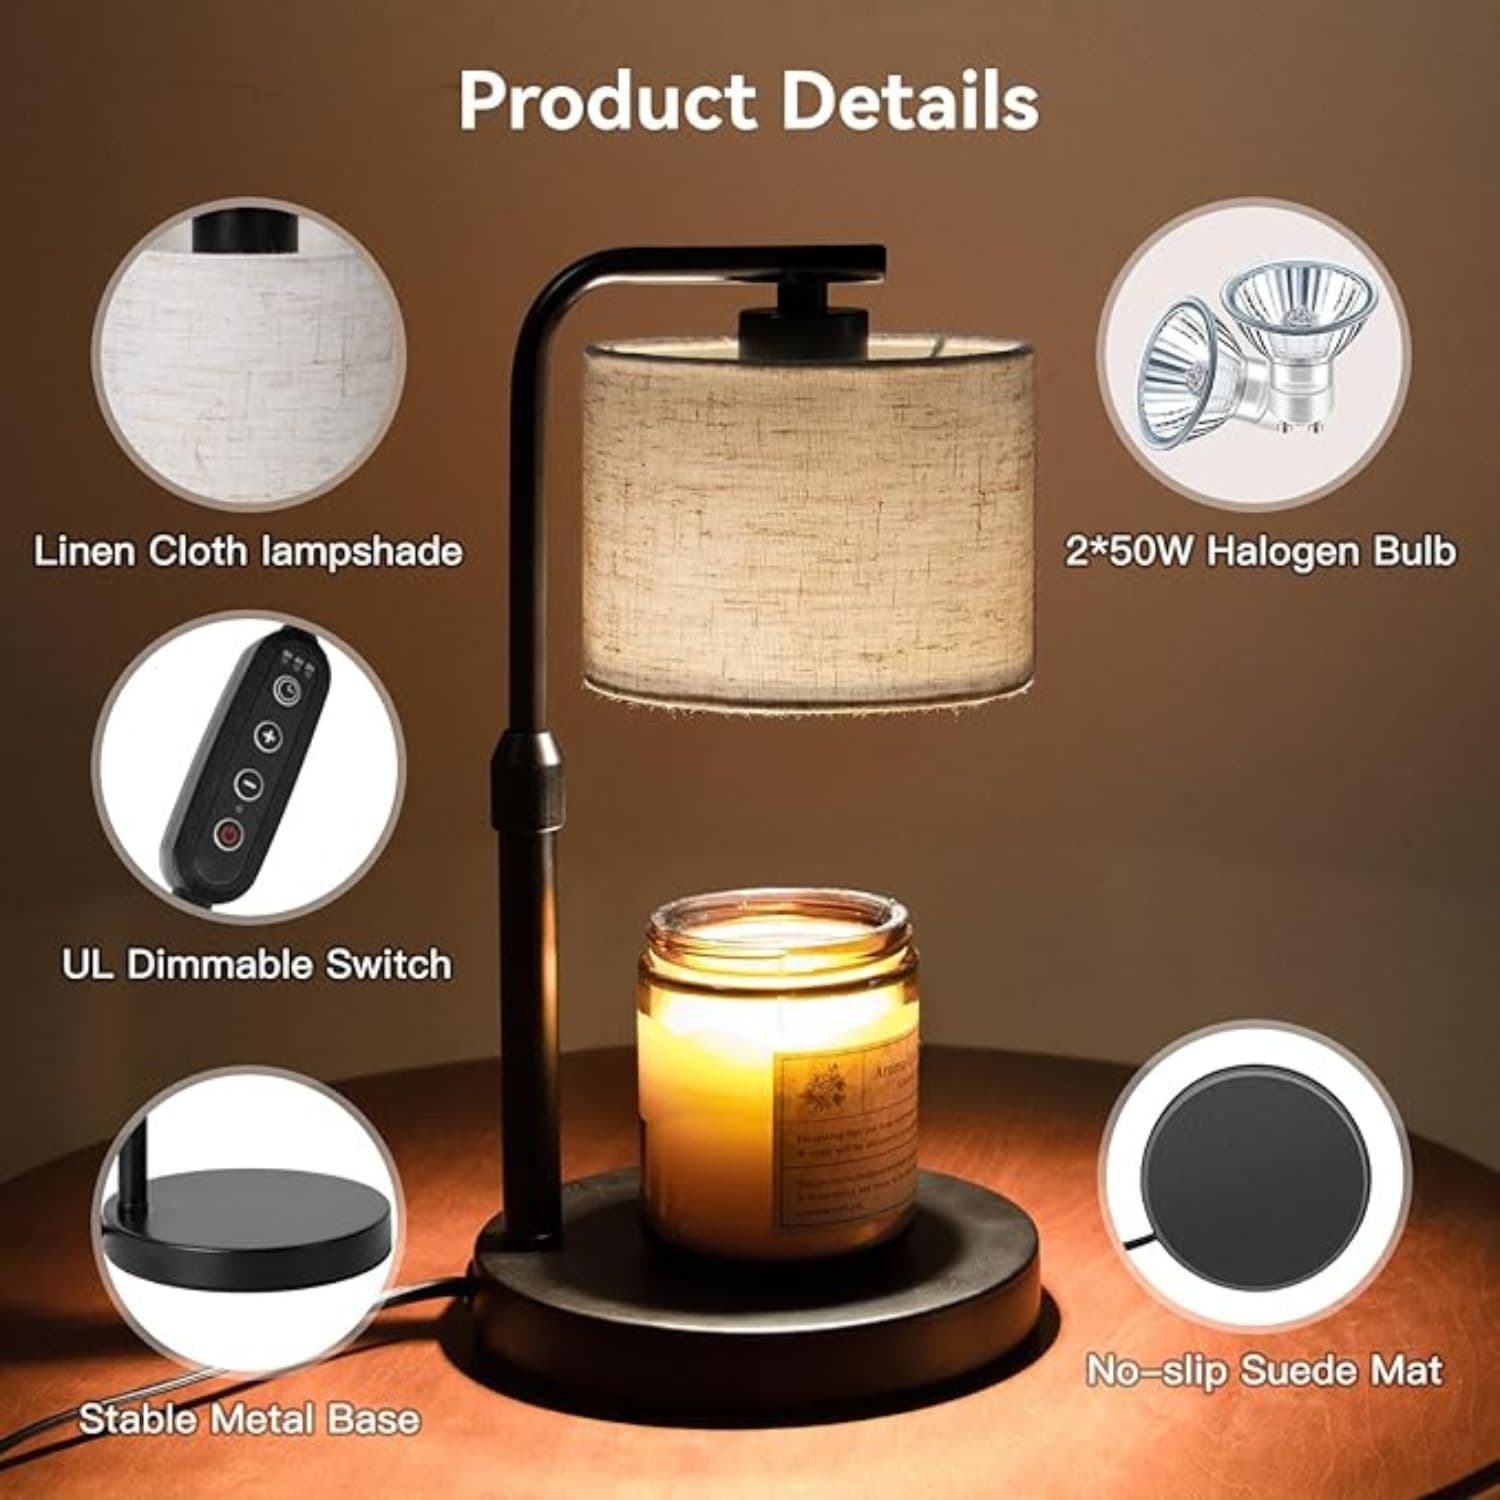 Product Details
Linen Cloth lampshade
2*50W Halogen Bulb
UL Dimmable Switch
Stable Metal Base
No-slip Suede Mat